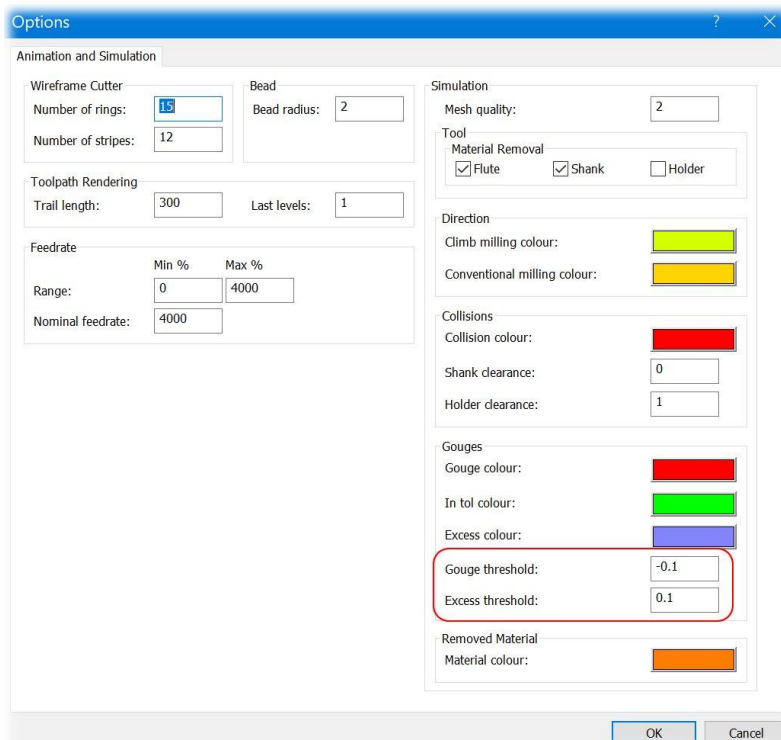 Options
?
Animation and Simulation
Wireframe Cutter
Number of rings: 15
Number of stripes: 12
Bead
Bead radius: 2
Toolpath Rendering
Trail length: 300 Last levels: 1
Feedrate
Min % Max %
Range: 0 4000
Nominal feedrate: 4000
Simulation
Mesh quality: 2
Tool
Material Removal
Flute Shank Holder
Direction
Climb milling colour:
Conventional milling colour:
Collisions
Collision colour:
Shank clearance: 0
Holder clearance: 1
Gouges
Gouge colour:
In tol colour:
Excess colour:
Gouge threshold: -0.1
Excess threshold: 0.1
Removed Material
Material colour:
OK Cancel